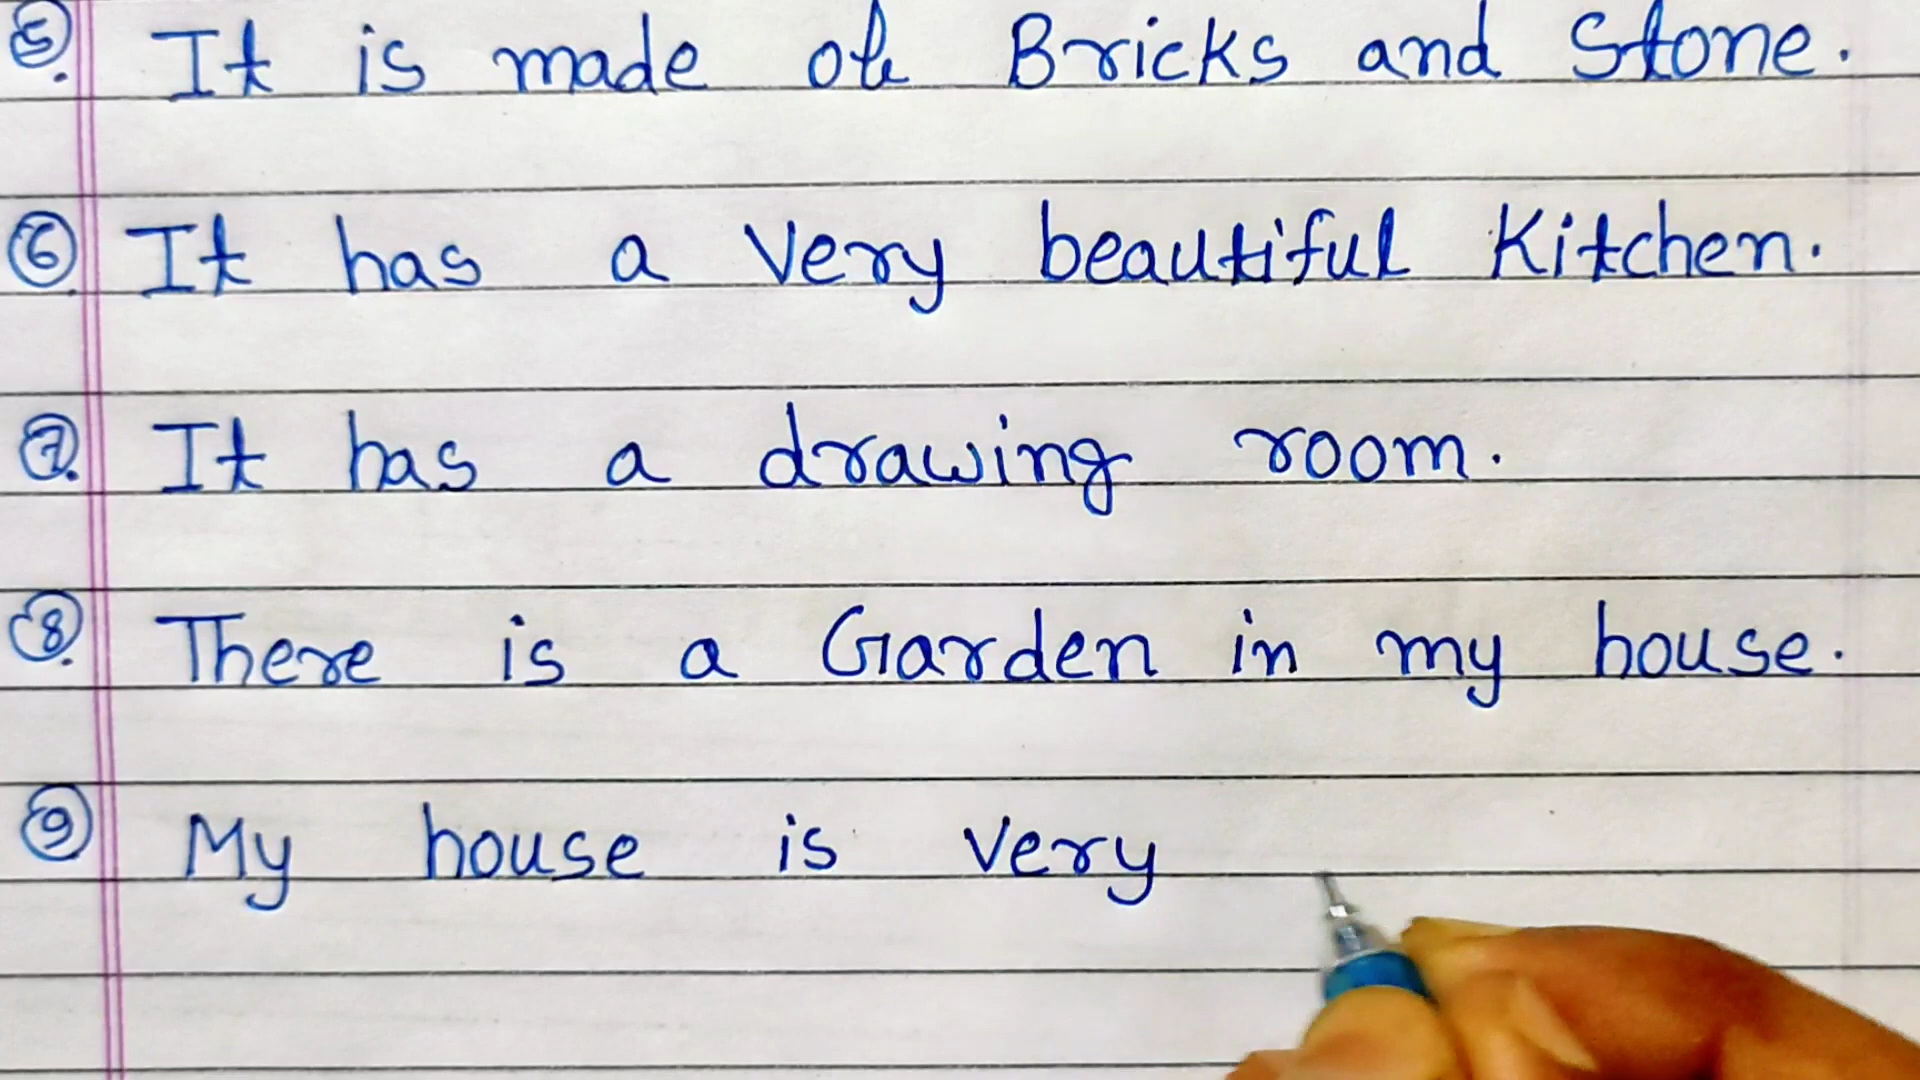 5. It is made of Bricks and Stone.
6. It has a very beautiful Kitchen.
7. It has a drawing room.
8. There is a Garden in my house.
9 My house is very